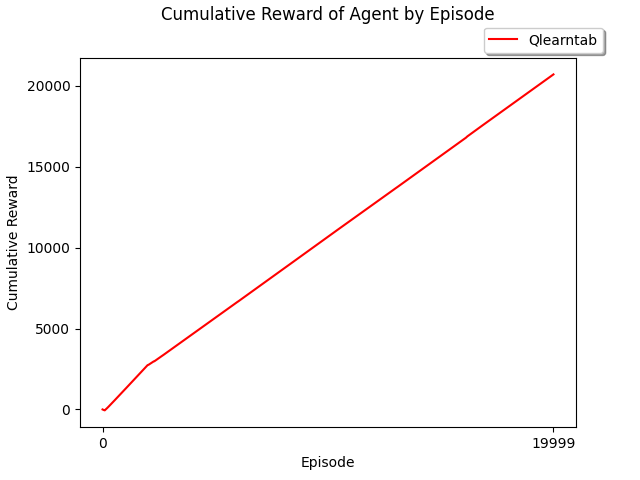 Cumulative Reward of Agent by Episode
Qlearntab
20000
15000
10000
5000
0
Cumulative Reward
0 19999
Episode